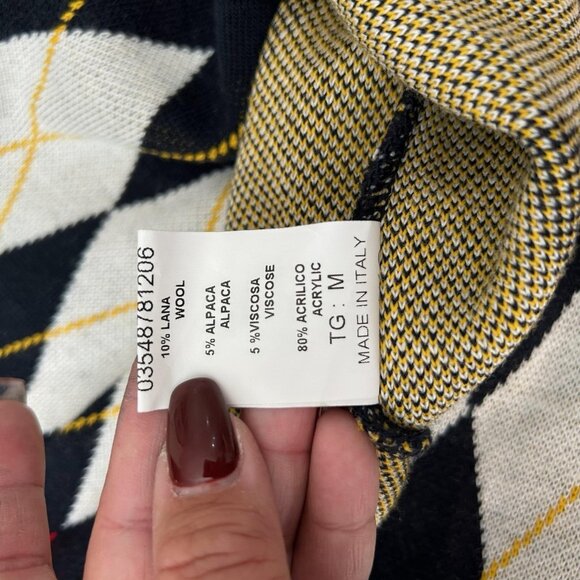 03548781206
10% LANA
WOOL
5% ALPACA
ALPACA
5 %VISCOSA
VISCOSE
80% ACRILICO
ACRYLIC
TG : M
MADE IN ITALY